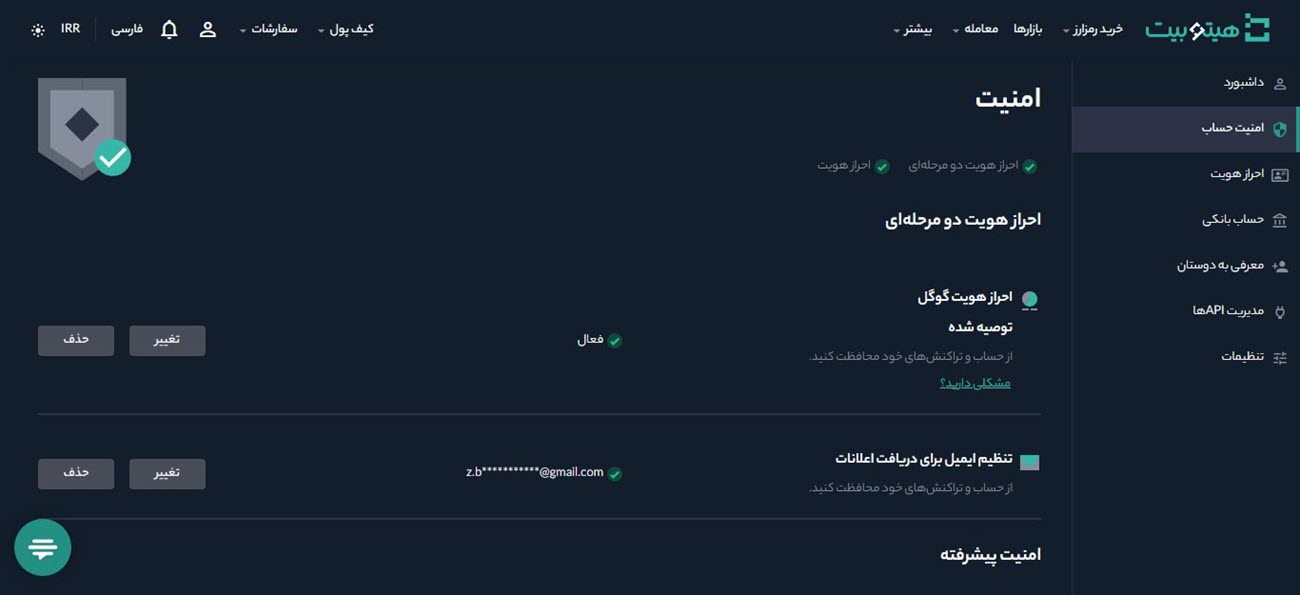 هیتوبیت
خرید رمزارز
بازارها
معامله
بیشتر
کیف پول
سفارشات
فارسی
IRR
داشبورد
امنیت حساب
احراز هویت
حساب بانکی
معرفی به دوستان
مدیریت APIها
تنظیمات
امنیت
احراز هویت دو مرحله‌ای
احراز هویت
احراز هویت دو مرحله‌ای
احراز هویت گوگل
توصیه شده
از حساب و تراکنش‌های خود محافظت کنید.
مشکلی دارید؟
فعال
تغییر
حذف
تنظیم ایمیل برای دریافت اعلانات
از حساب و تراکنش‌های خود محافظت کنید.
z.b***********@gmail.com
تغییر
حذف
امنیت پیشرفته